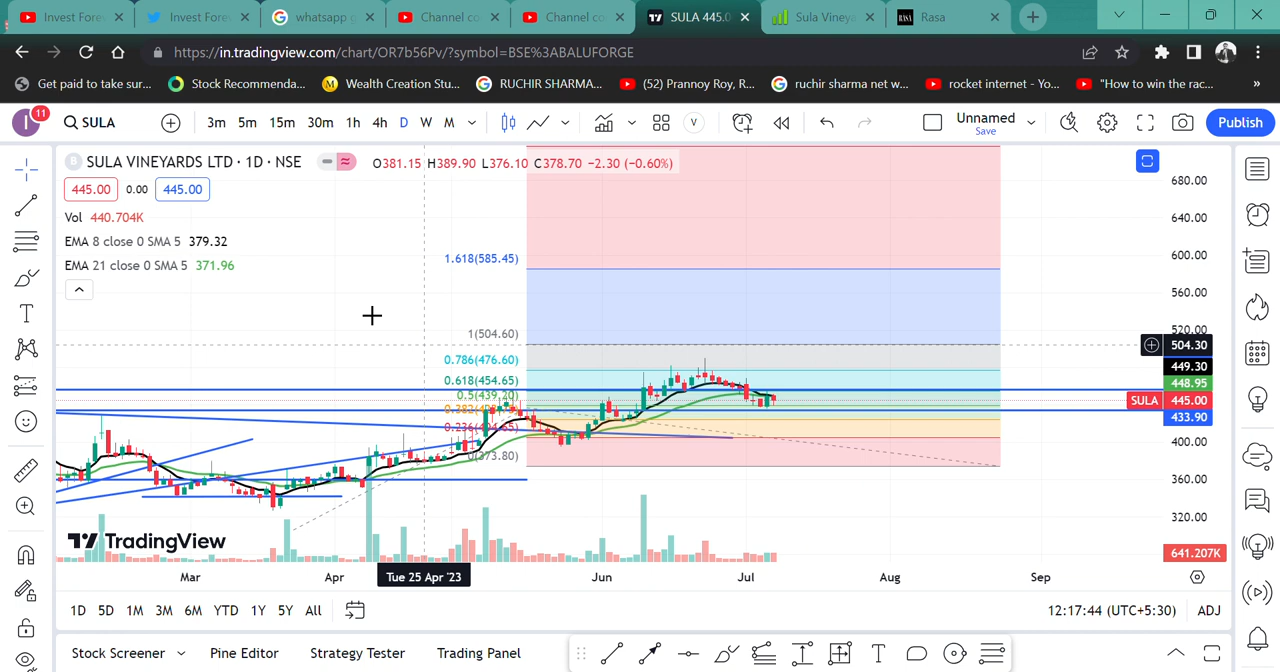 Invest Fore
Invest Fore
whatsapp g
Channel co
Channel co
SULA 445.0
Sula Vineya
Rasa
https://in.tradingview.com/chart/OR7b56Pv/?symbol=BSE%3ABALUFORGE
Get paid to take sur...
Stock Recommenda...
Wealth Creation Stu...
RUCHIR SHARMA...
(52) Prannoy Roy, R...
ruchir sharma net w...
rocket internet - Yo...
"How to win the rac...
»
I
11
SULA
3m 5m 15m 30m 1h 4h D W M
V
Unnamed
Save
Publish
B
SULA VINEYARDS LTD · 1D · NSE
O381.15 H389.90 L376.10 C378.70 −2.30 (−0.60%)
445.00 0.00 445.00
Vol 440.704K
EMA 8 close 0 SMA 5 379.32
EMA 21 close 0 SMA 5 371.96
1.618(585.45)
1(504.60)
0.786(476.60)
0.618(454.65)
0.5(439.20)
0(373.80)
680.00
640.00
600.00
560.00
520.00
504.30
449.30
448.95
SULA 445.00
433.90
400.00
360.00
320.00
641.207K
TradingView
Mar
Apr
Tue 25 Apr '23
Jun
Jul
Aug
Sep
1D 5D 1M 3M 6M YTD 1Y 5Y All
12:17:44 (UTC+5:30)
ADJ
Stock Screener
Pine Editor
Strategy Tester
Trading Panel
T